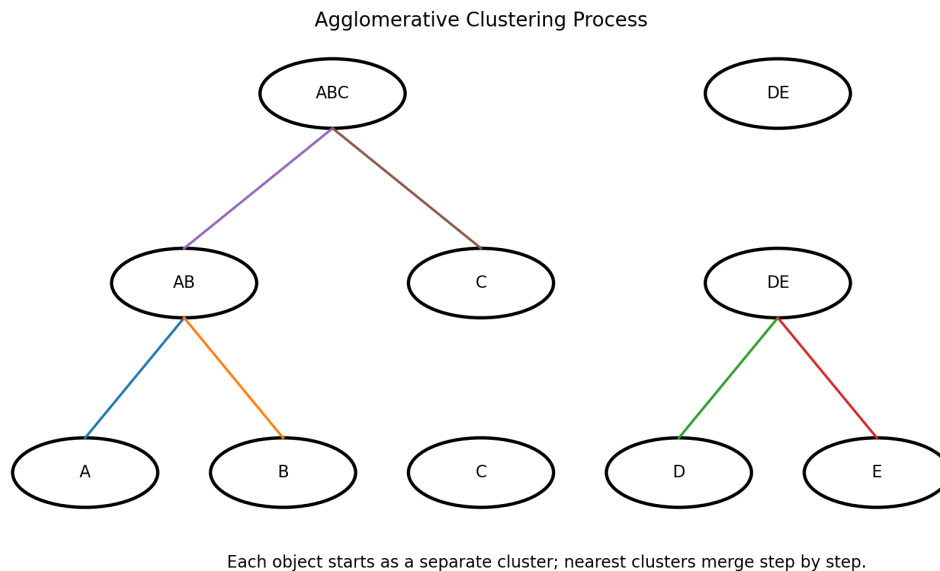 Agglomerative Clustering Process
ABC
DE
AB
C
DE
A
B
C
D
E
Each object starts as a separate cluster; nearest clusters merge step by step.